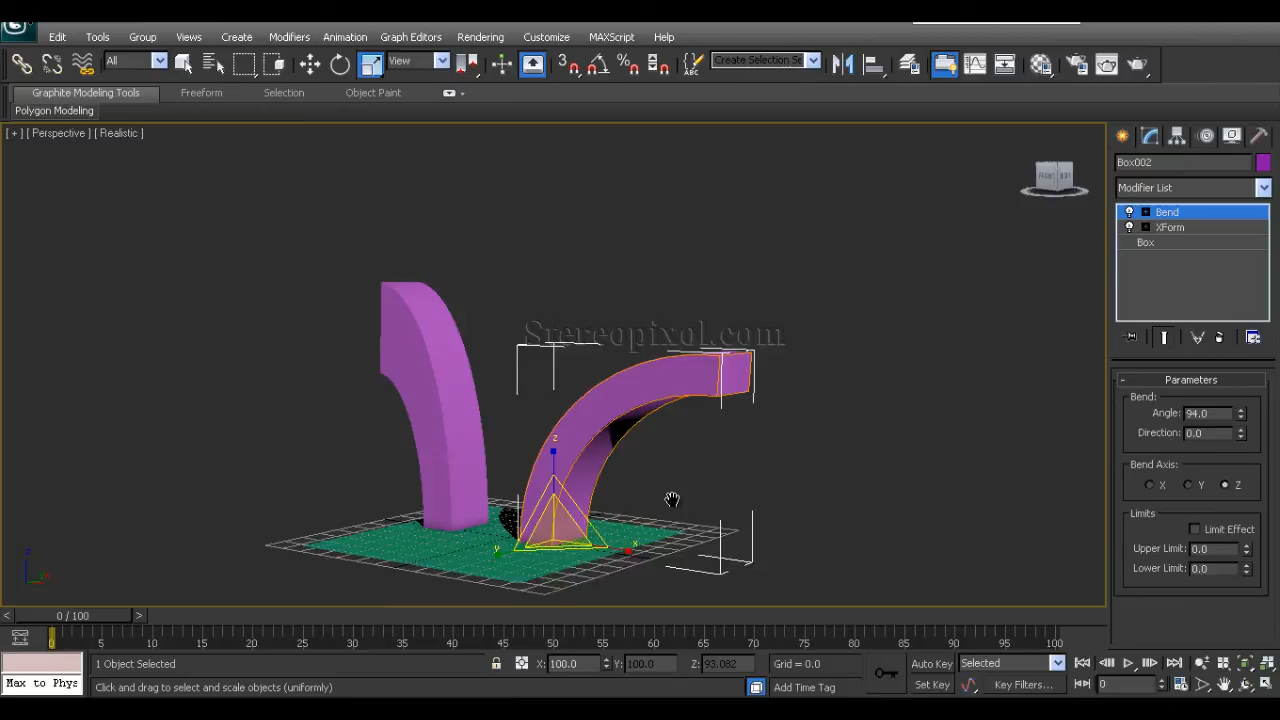 Edit Tools Group Views Create Modifiers Animation Graph Editors Rendering Customize MAXScript Help
All View 3 % ABC Create Selection Se
Graphite Modeling Tools Freeform Selection Object Paint
Polygon Modeling
[ + ] [ Perspective ] [ Realistic ]
FRONT
Box002
Modifier List
Bend
XForm
Box
Stereopixol.com
Parameters
Bend:
Angle: 94.0
Direction: 0.0
Bend Axis:
X Y Z
Limits
Limit Effect
Upper Limit: 0.0
Lower Limit: 0.0
z
x
y
z
< 0 / 100 >
0 5 10 15 20 25 30 35 40 45 50 55 60 65 70 75 80 85 90 95 100
1 Object Selected X: 100.0 Y: 100.0 Z: 93.082 Grid = 0.0 Auto Key Selected
Max to Phys Click and drag to select and scale objects (uniformly) Add Time Tag Set Key Key Filters... 0